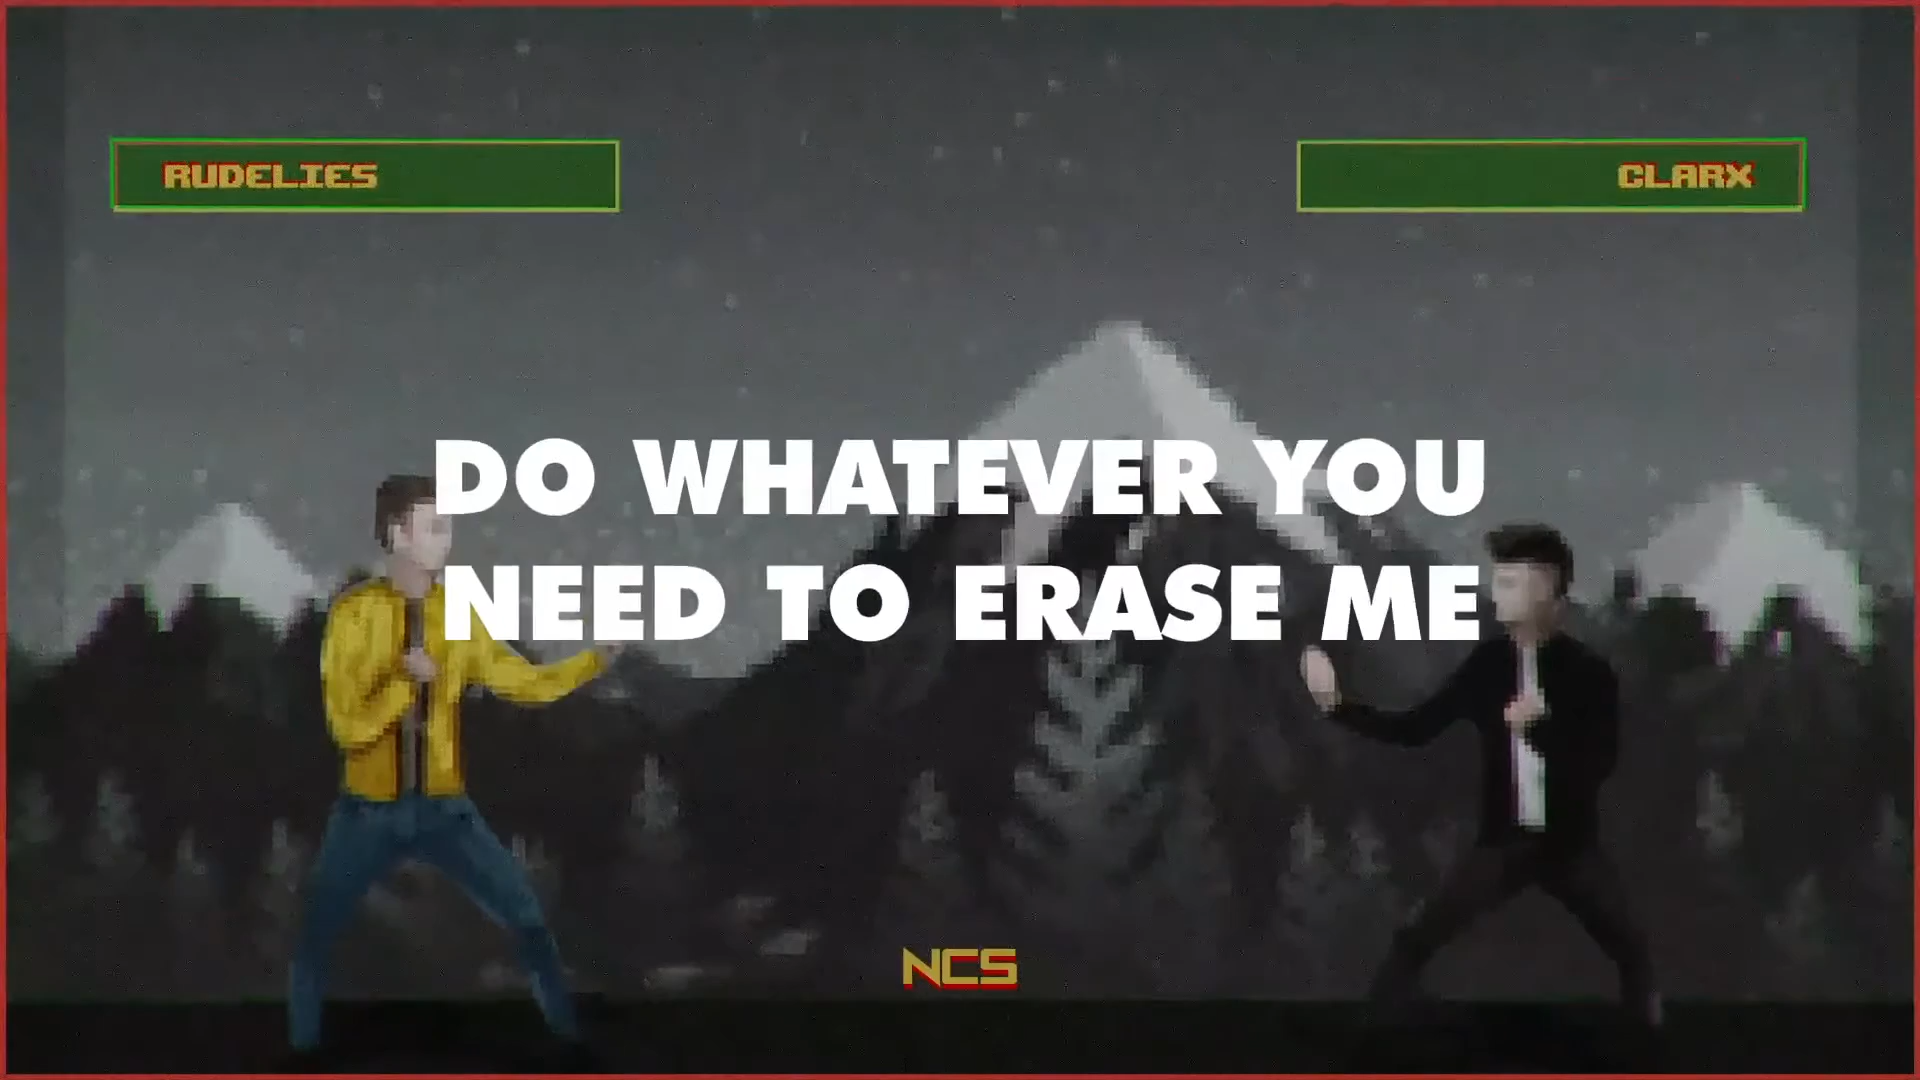 RUDELIES
CLARX
DO WHATEVER YOU
NEED TO ERASE ME
NCS